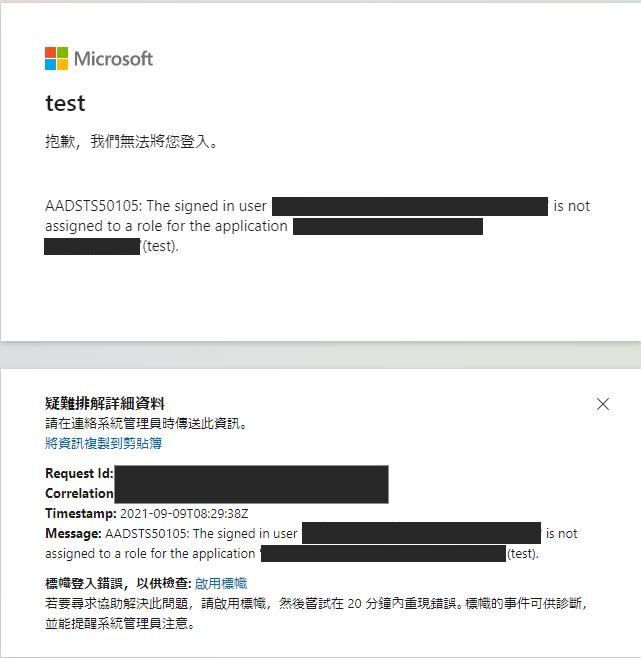 Microsoft
test
抱歉，我們無法將您登入。
AADSTS50105: The signed in user ' is not
assigned to a role for the application
'(test).
疑難排解詳細資料
請在連絡系統管理員時傳送此資訊。
將資訊複製到剪貼簿
Request Id:
Correlation
Timestamp: 2021-09-09T08:29:38Z
Message: AADSTS50105: The signed in user is not
assigned to a role for the application '(test).
標幟登入錯誤，以供檢查: 啟用標幟
若要尋求協助解決此問題，請啟用標幟，然後嘗試在 20 分鐘內重現錯誤。標幟的事件可供診斷，
並能提醒系統管理員注意。